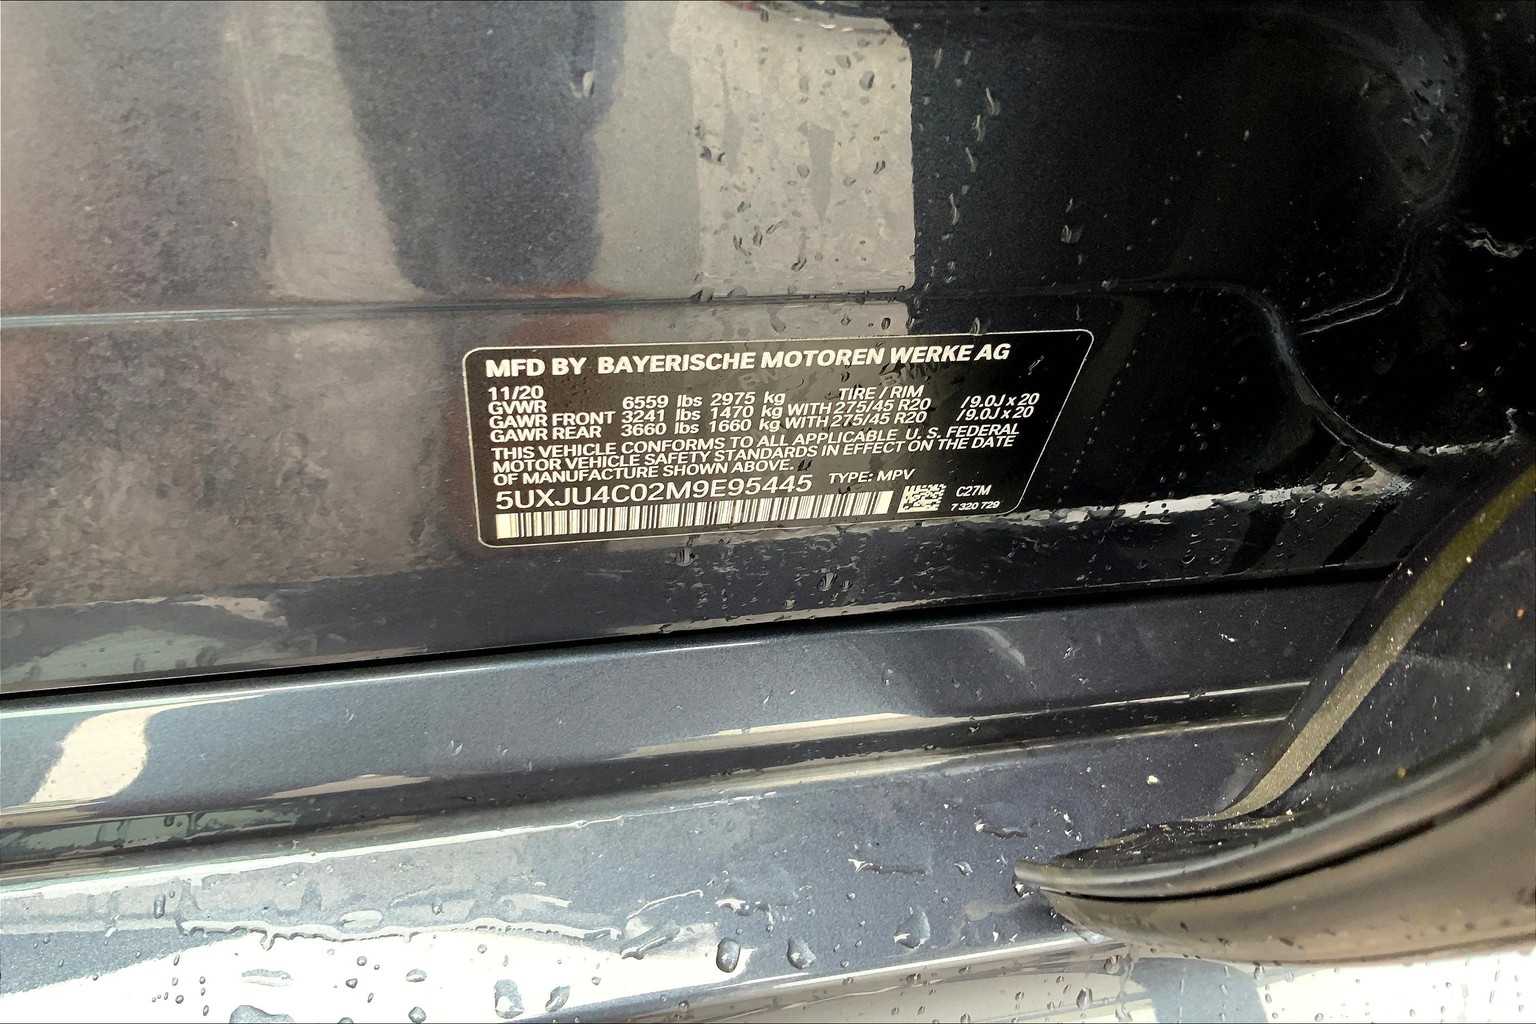 MFD BY BAYERISCHE MOTOREN WERKE AG
11/20 TIRE / RIM
GVWR 6559 lbs 2975 kg
GAWR FRONT 3241 lbs 1470 kg WITH 275/45 R20 /9.0J x 20
GAWR REAR 3660 lbs 1660 kg WITH 275/45 R20 /9.0J x 20
THIS VEHICLE CONFORMS TO ALL APPLICABLE U. S. FEDERAL
MOTOR VEHICLE SAFETY STANDARDS IN EFFECT ON THE DATE
OF MANUFACTURE SHOWN ABOVE.
5UXJU4C02M9E95445 TYPE: MPV
C27M
7 320 729